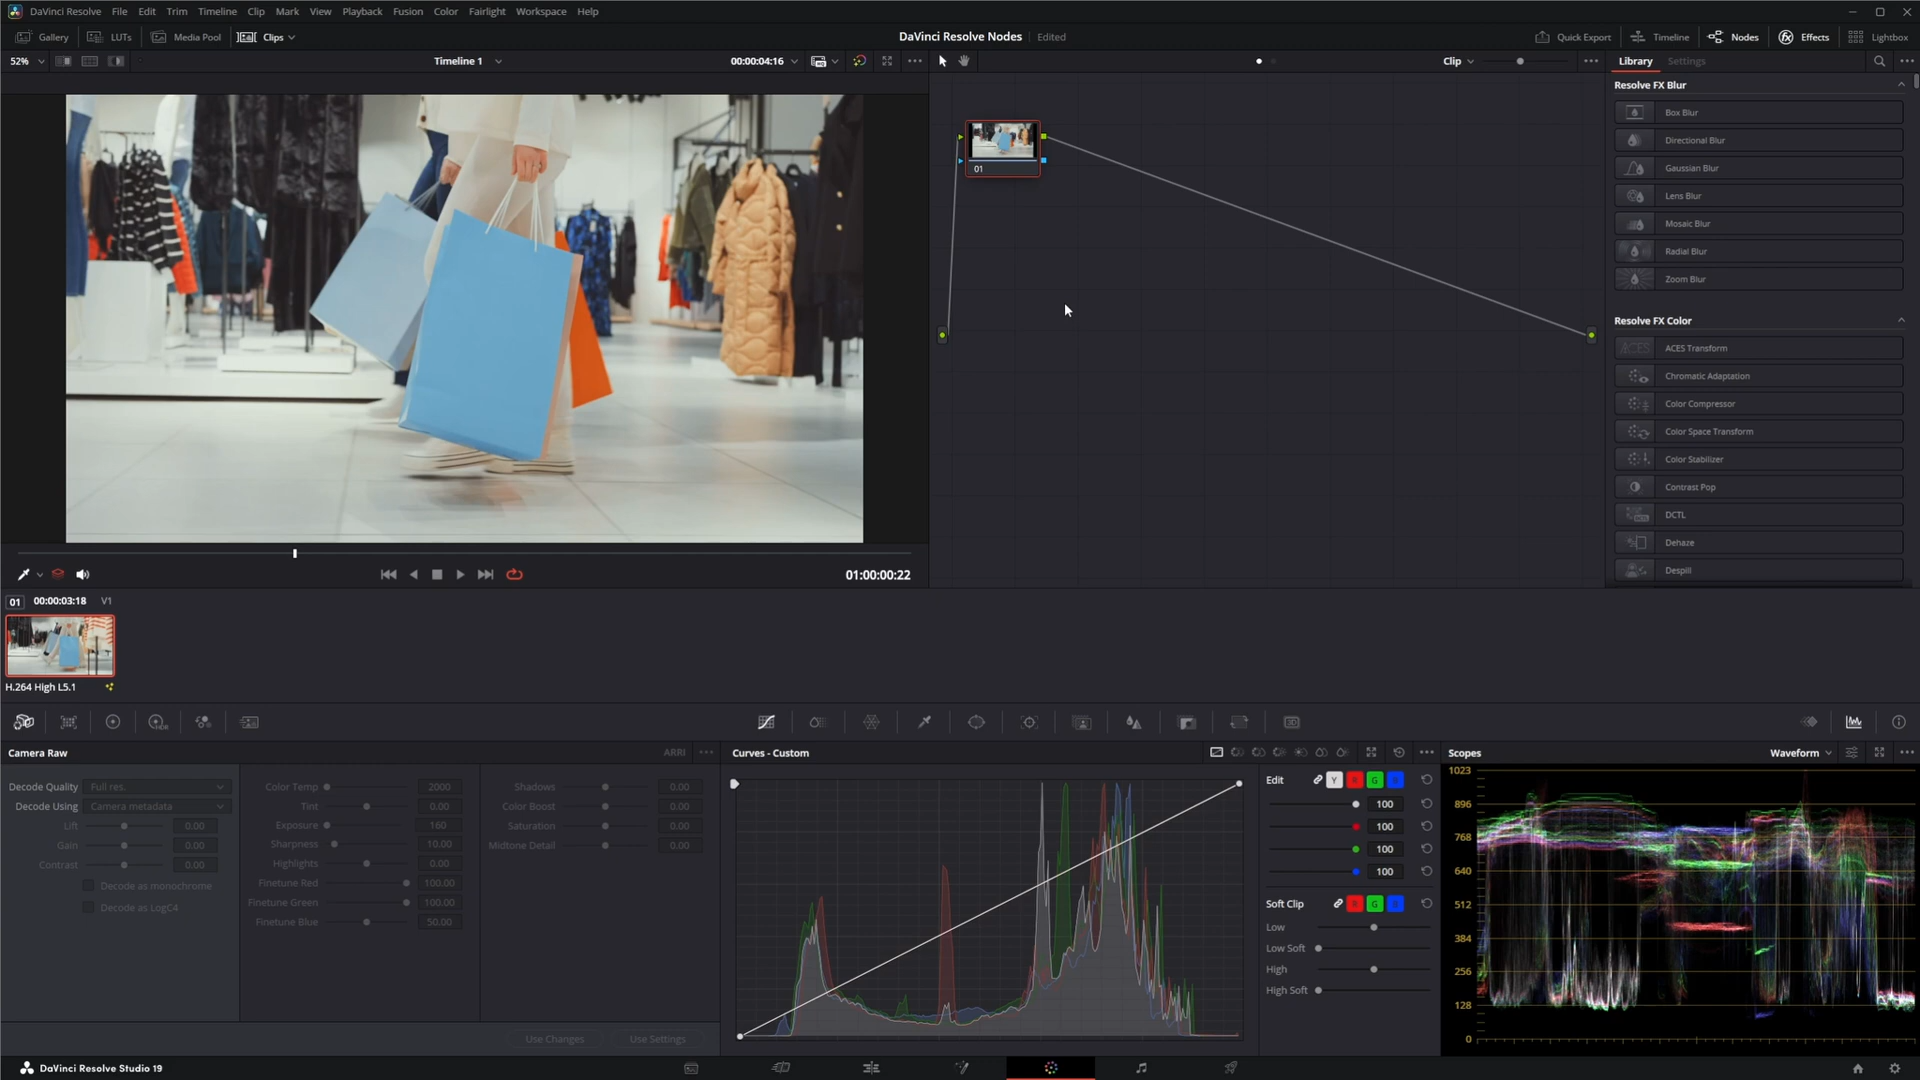 DaVinci Resolve File Edit Trim Timeline Clip Mark View Playback Fusion Color Fairlight Workspace Help
Gallery LUTs Media Pool Clips DaVinci Resolve Nodes Edited Quick Export Timeline Nodes Effects Lightbox
52% Timeline 1 00:00:04:16 Clip Library Settings
Resolve FX Blur
Box Blur
Directional Blur
Gaussian Blur
Lens Blur
Mosaic Blur
Radial Blur
Zoom Blur
Resolve FX Color
ACES Transform
Chromatic Adaptation
Color Compressor
Color Space Transform
Color Stabilizer
Contrast Pop
DCTL
Dehaze
Despill
01
01:00:00:22
01 00:00:03:18 V1
H.264 High L5.1
Camera Raw ARRI
Decode Quality Full res.
Decode Using Camera metadata
Lift 0.00
Gain 0.00
Contrast 0.00
Decode as monochrome
Decode as LogC4
Color Temp 2000
Tint 0.00
Exposure 160
Sharpness 10.00
Highlights 0.00
Finetune Red 100.00
Finetune Green 100.00
Finetune Blue 50.00
Shadows 0.00
Color Boost 0.00
Saturation 0.00
Midtone Detail 0.00
Use Changes Use Settings
Curves - Custom
Edit Y R G B
100
100
100
100
Soft Clip R G B
Low
Low Soft
High
High Soft
Scopes Waveform
1023
896
768
640
512
384
256
128
0
DaVinci Resolve Studio 19